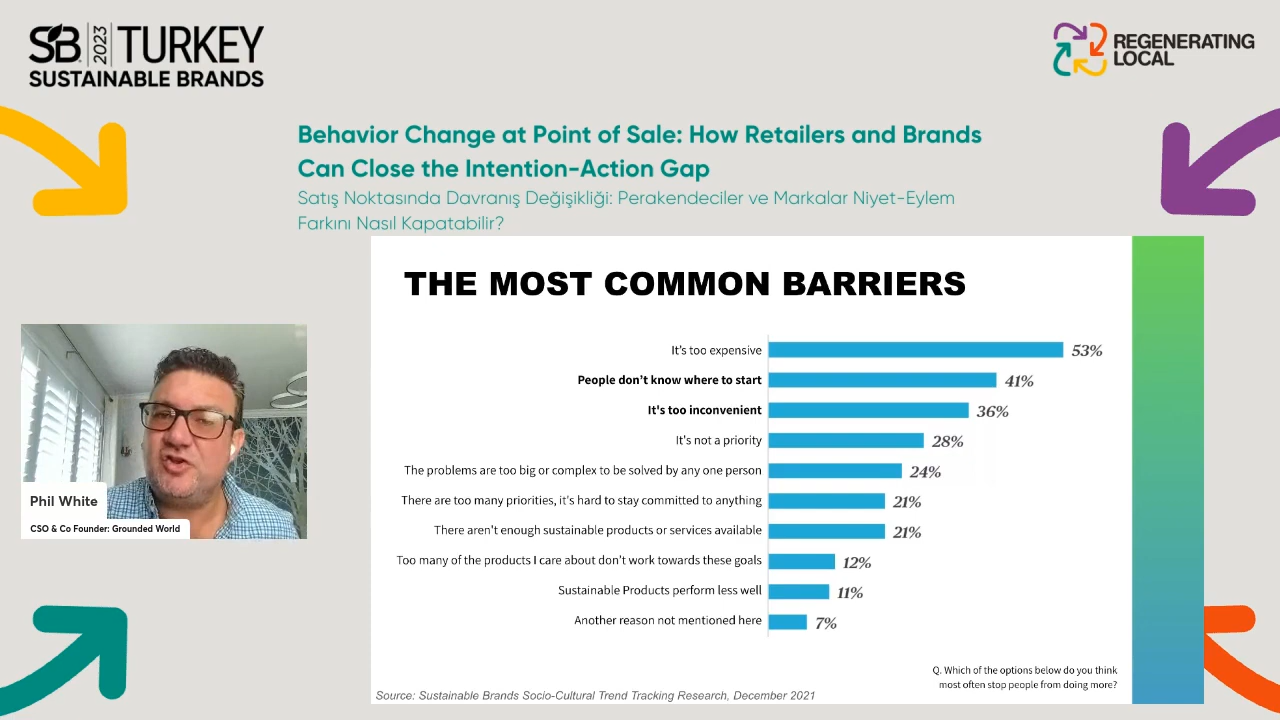 SB 2023 TURKEY
SUSTAINABLE BRANDS
REGENERATING
LOCAL
Behavior Change at Point of Sale: How Retailers and Brands
Can Close the Intention-Action Gap
Satış Noktasında Davranış Değişikliği: Perakendeciler ve Markalar Niyet-Eylem
Farkını Nasıl Kapatabilir?
THE MOST COMMON BARRIERS
It's too expensive 53%
People don't know where to start 41%
It's too inconvenient 36%
It's not a priority 28%
The problems are too big or complex to be solved by any one person 24%
There are too many priorities, it's hard to stay committed to anything 21%
There aren't enough sustainable products or services available 21%
Too many of the products I care about don't work towards these goals 12%
Sustainable Products perform less well 11%
Another reason not mentioned here 7%
Q. Which of the options below do you think
most often stop people from doing more?
Source: Sustainable Brands Socio-Cultural Trend Tracking Research, December 2021
Phil White
CSO & Co Founder: Grounded World